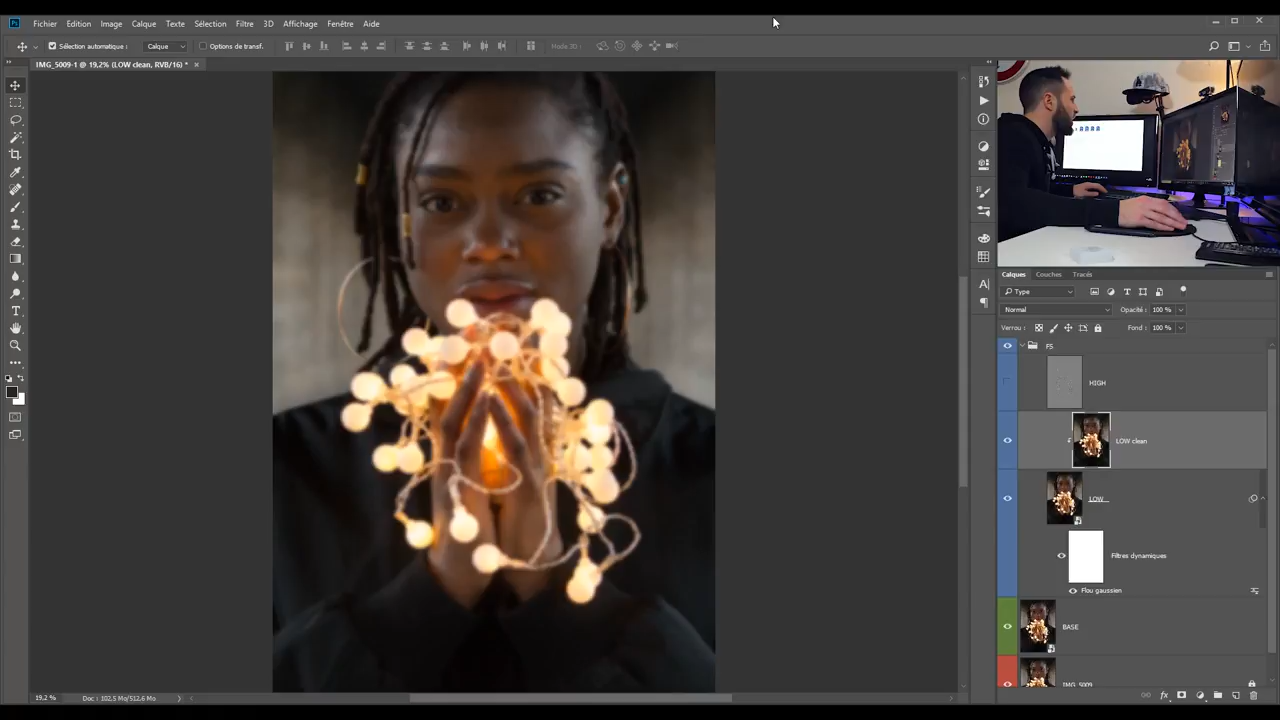 Ps Fichier Edition Image Calque Texte Sélection Filtre 3D Affichage Fenêtre Aide
Sélection automatique : Calque Options de transf. Mode 3D :
IMG_5009-1 @ 19,2% (LOW clean, RVB/16) * ×
Calques Couches Tracés
Type
Normal Opacité : 100 %
Verrou : Fond : 100 %
FS
HIGH
LOW clean
LOW
Filtres dynamiques
Flou gaussien
BASE
IMG_5009
19,2 % Doc : 102,5 Mo/512,6 Mo